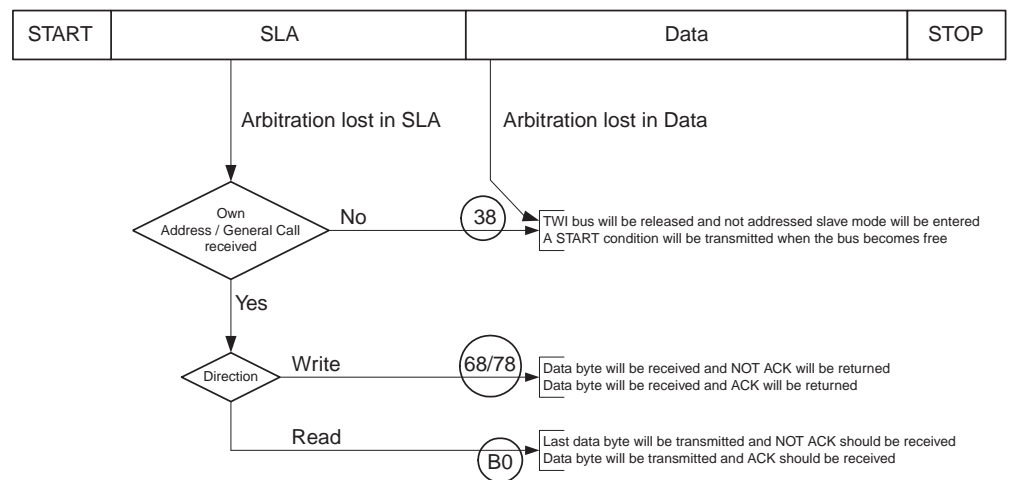 START SLA Data STOP
Arbitration lost in SLA Arbitration lost in Data
Own
Address / General Call
received
No
38
TWI bus will be released and not addressed slave mode will be entered
A START condition will be transmitted when the bus becomes free
Yes
Direction
Write
68/78
Data byte will be received and NOT ACK will be returned
Data byte will be received and ACK will be returned
Read
B0
Last data byte will be transmitted and NOT ACK should be received
Data byte will be transmitted and ACK should be received